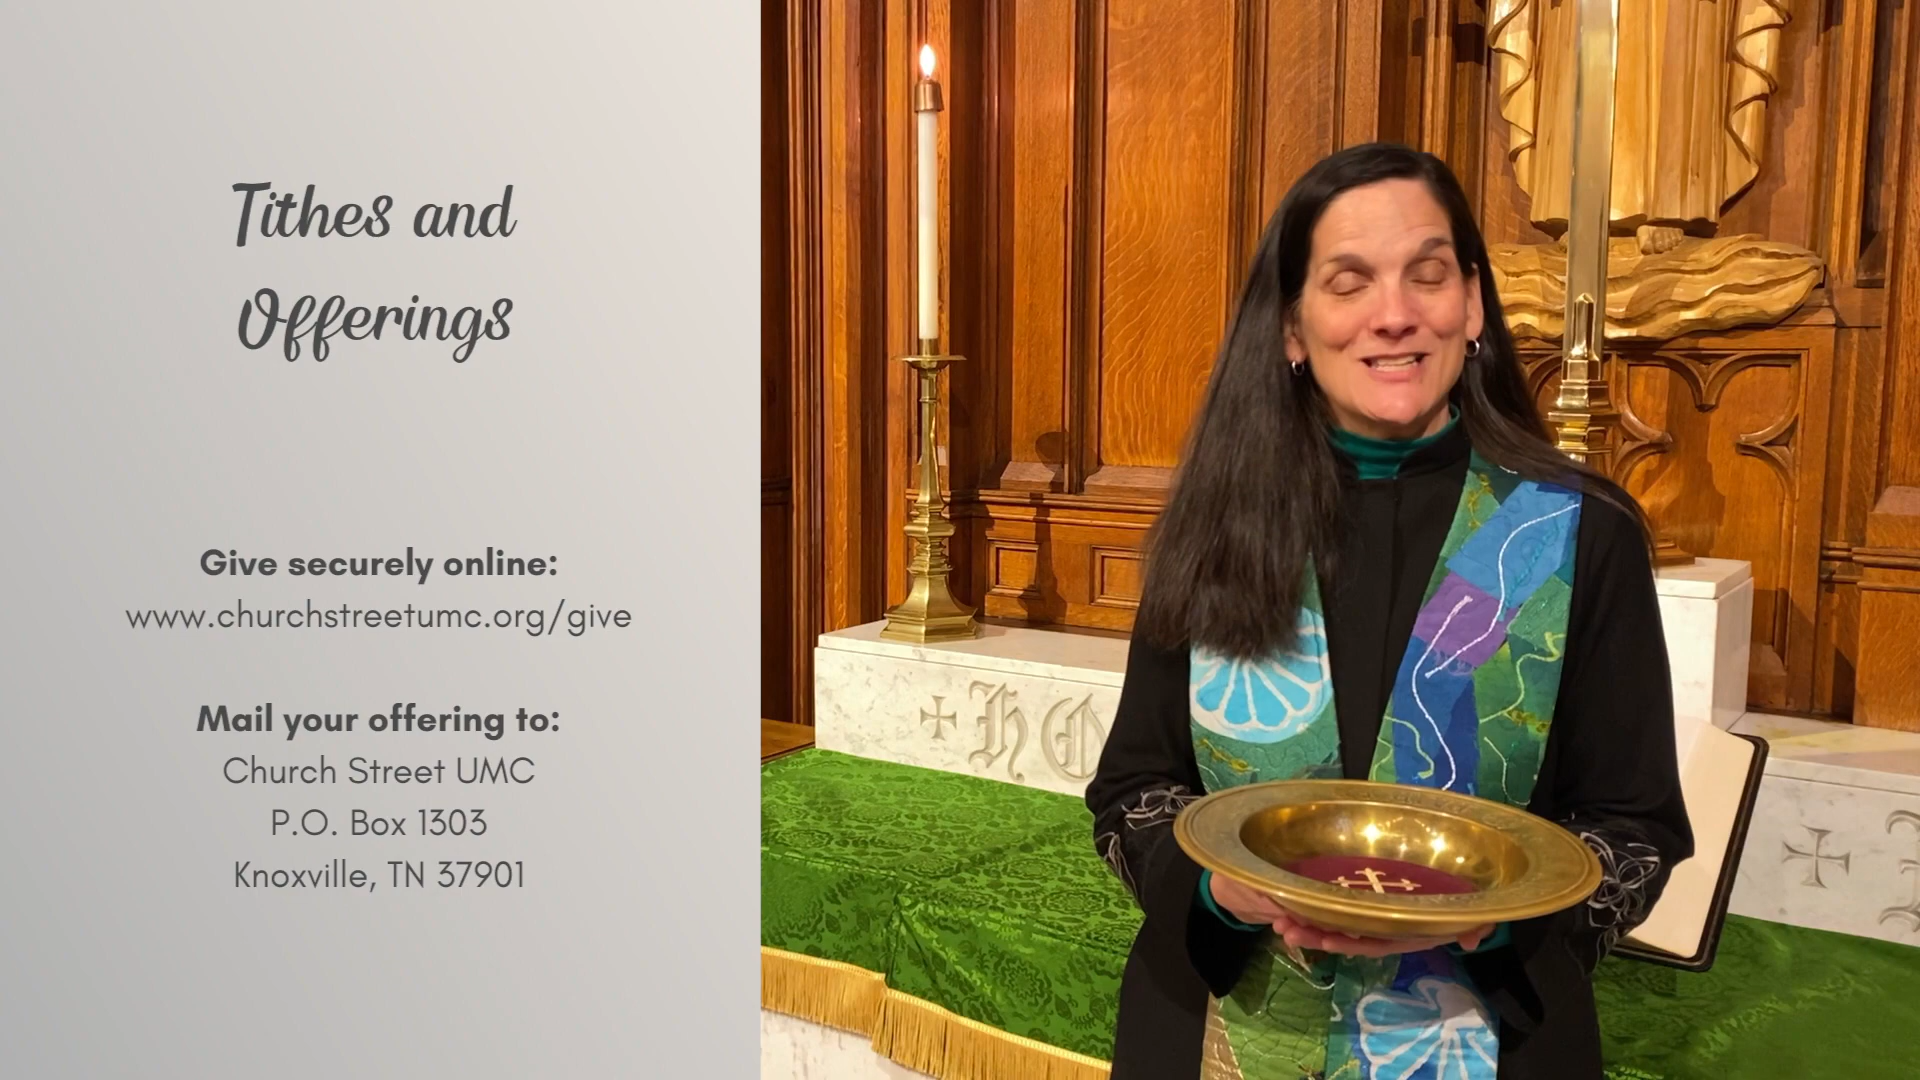 Tithes and
Offerings
Give securely online:
www.churchstreetumc.org/give
Mail your offering to:
Church Street UMC
P.O. Box 1303
Knoxville, TN 37901
HO